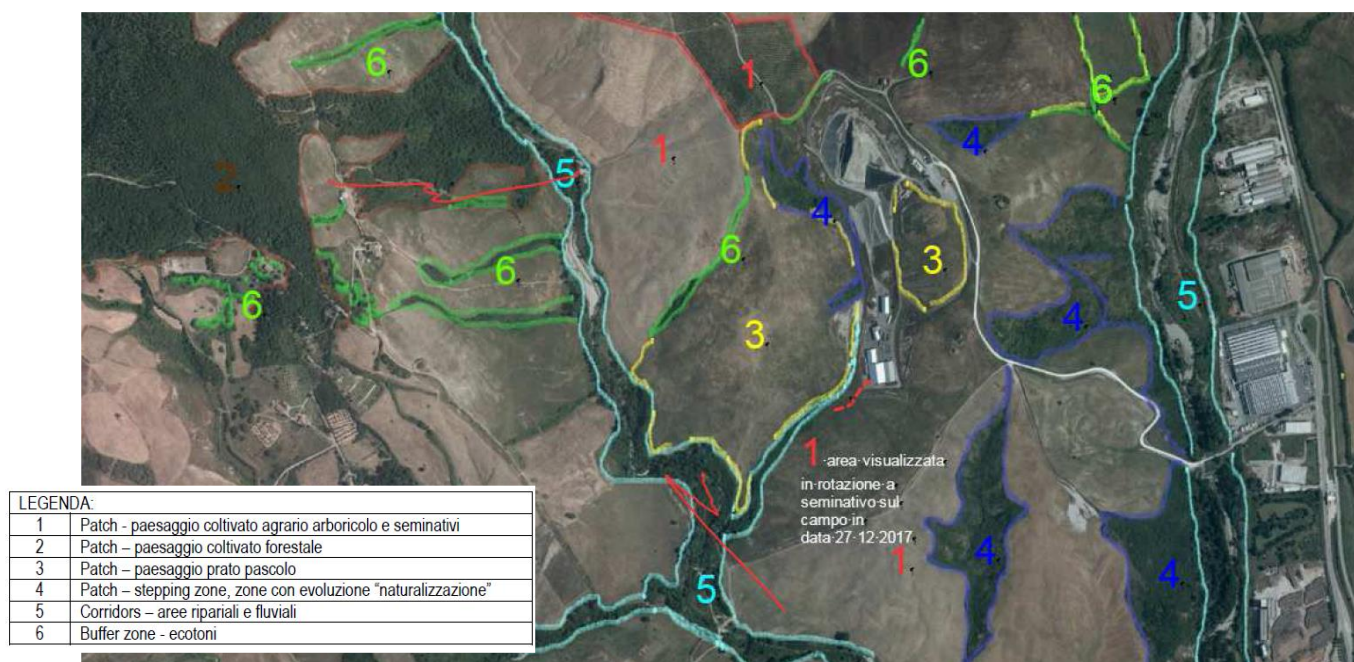 6
6
1
6
4
1
5
2
4
6
6
3
5
6
4
3
1 area visualizzata
in rotazione a
seminativo sul
campo in
data 27 12 2017
1
4
4
5
LEGENDA:
1 Patch - paesaggio coltivato agrario arboricolo e seminativi
2 Patch – paesaggio coltivato forestale
3 Patch – paesaggio prato pascolo
4 Patch – stepping zone, zone con evoluzione “naturalizzazione”
5 Corridors – aree ripariali e fluviali
6 Buffer zone - ecotoni